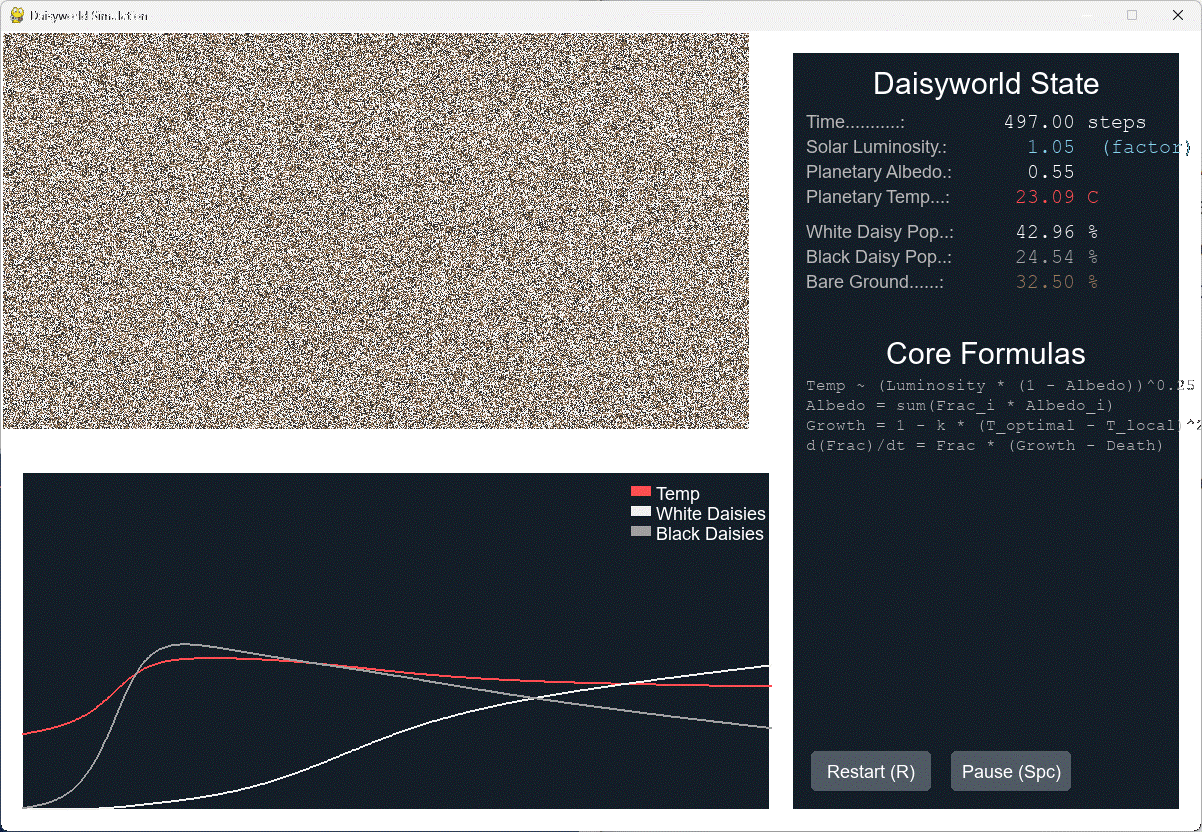 Daisyworld Simulation
Daisyworld State
Time...........: 497.00 steps
Solar Luminosity.: 1.05 (factor)
Planetary Albedo.: 0.55
Planetary Temp...: 23.09 C
White Daisy Pop..: 42.96 %
Black Daisy Pop..: 24.54 %
Bare Ground......: 32.50 %
Core Formulas
Temp ~ (Luminosity * (1 - Albedo))^0.25
Albedo = sum(Frac_i * Albedo_i)
Growth = 1 - k * (T_optimal - T_local)^2
d(Frac)/dt = Frac * (Growth - Death)
Temp
White Daisies
Black Daisies
Restart (R) Pause (Spc)